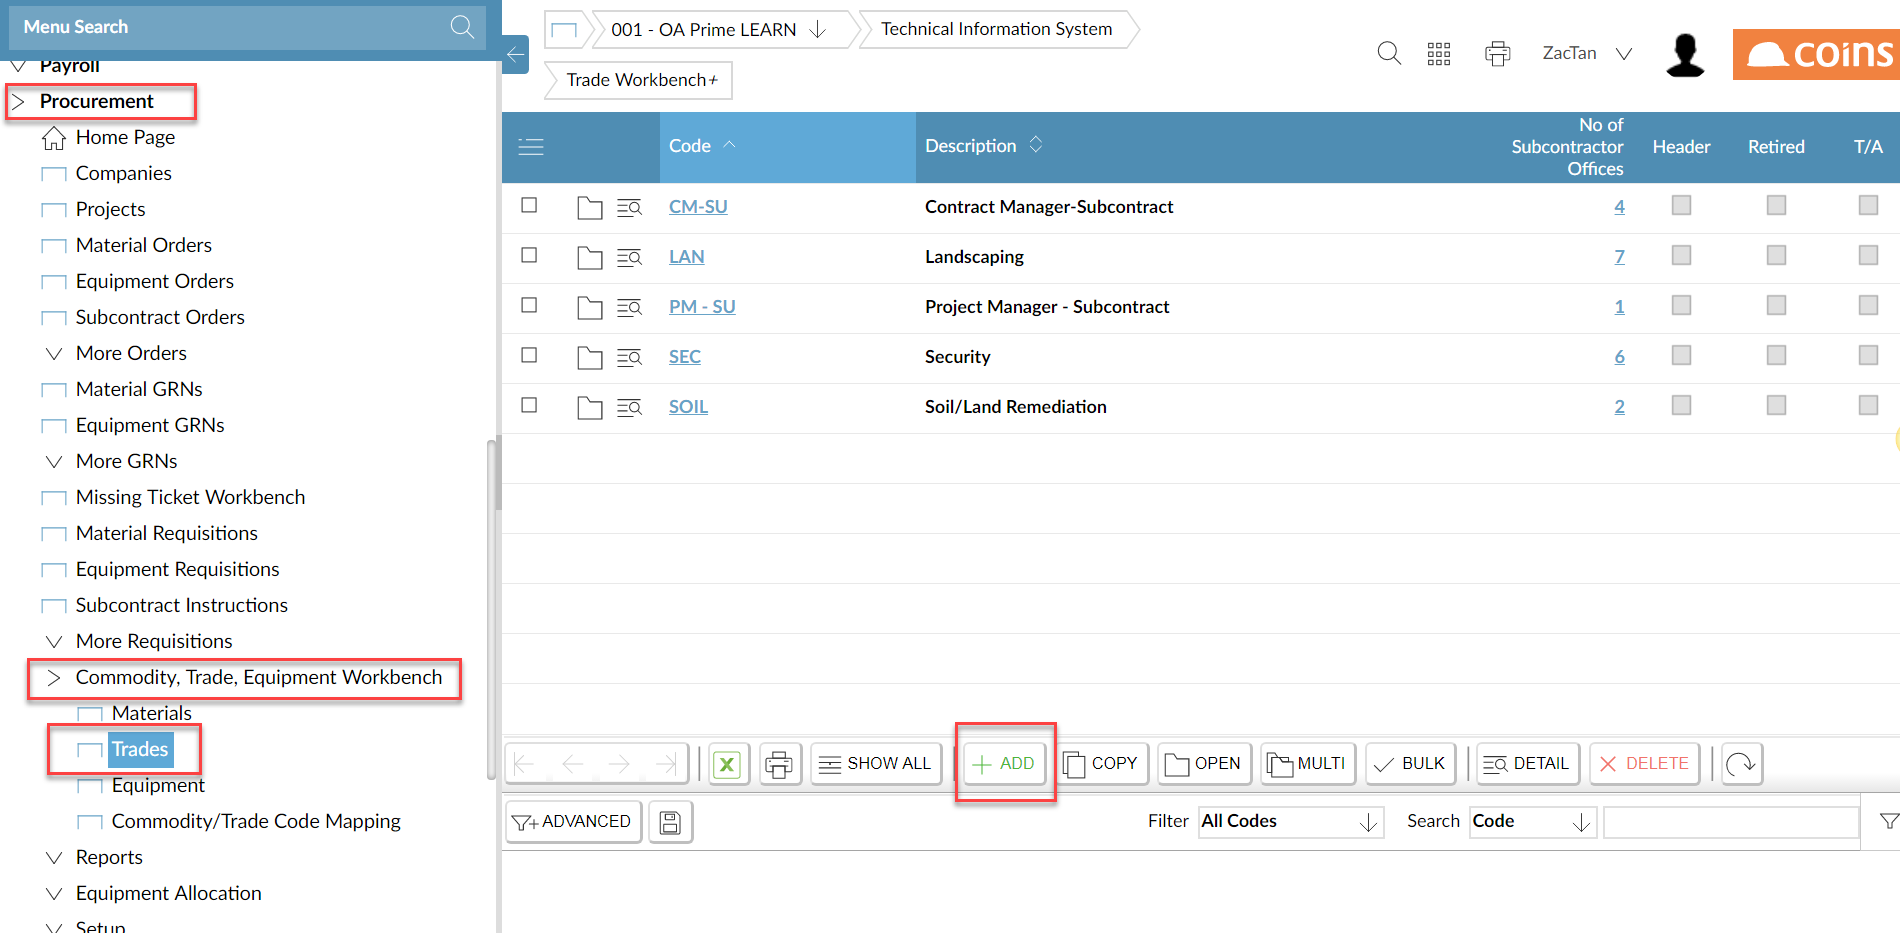 Menu Search
Payroll
Procurement
Home Page
Companies
Projects
Material Orders
Equipment Orders
Subcontract Orders
More Orders
Material GRNs
Equipment GRNs
More GRNs
Missing Ticket Workbench
Material Requisitions
Equipment Requisitions
Subcontract Instructions
More Requisitions
Commodity, Trade, Equipment Workbench
Materials
Trades
Equipment
Commodity/Trade Code Mapping
Reports
Equipment Allocation
Setup
001 - OA Prime LEARN
Technical Information System
Trade Workbench+
ZacTan
coins
Code
Description
No of
Subcontractor
Offices
Header
Retired
T/A
CM-SU Contract Manager-Subcontract 4
LAN Landscaping 7
PM - SU Project Manager - Subcontract 1
SEC Security 6
SOIL Soil/Land Remediation 2
SHOW ALL ADD COPY OPEN MULTI BULK DETAIL DELETE
ADVANCED Filter All Codes Search Code